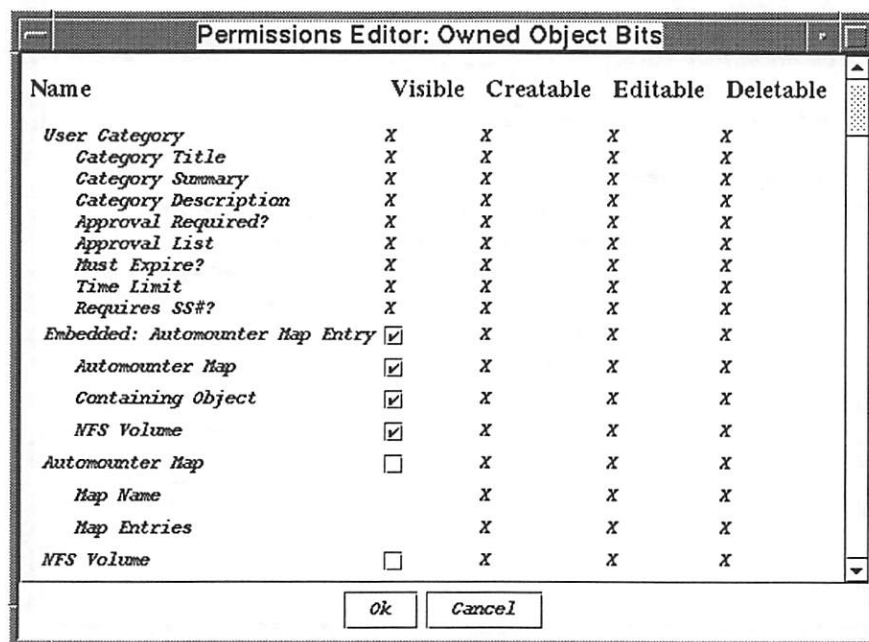 Permissions Editor: Owned Object Bits
Name Visible Creatable Editable Deletable
User Category X X X X
Category Title X X X X
Category Summary X X X X
Category Description X X X X
Approval Required? X X X X
Approval List X X X X
Must Expire? X X X X
Time Limit X X X X
Requires SS#? X X X X
Embedded: Automounter Map Entry X X X
Automounter Map X X X
Containing Object X X X
NFS Volume X X X
Automounter Map X X X
Map Name X X X
Map Entries X X X
NFS Volume X X X
Ok Cancel